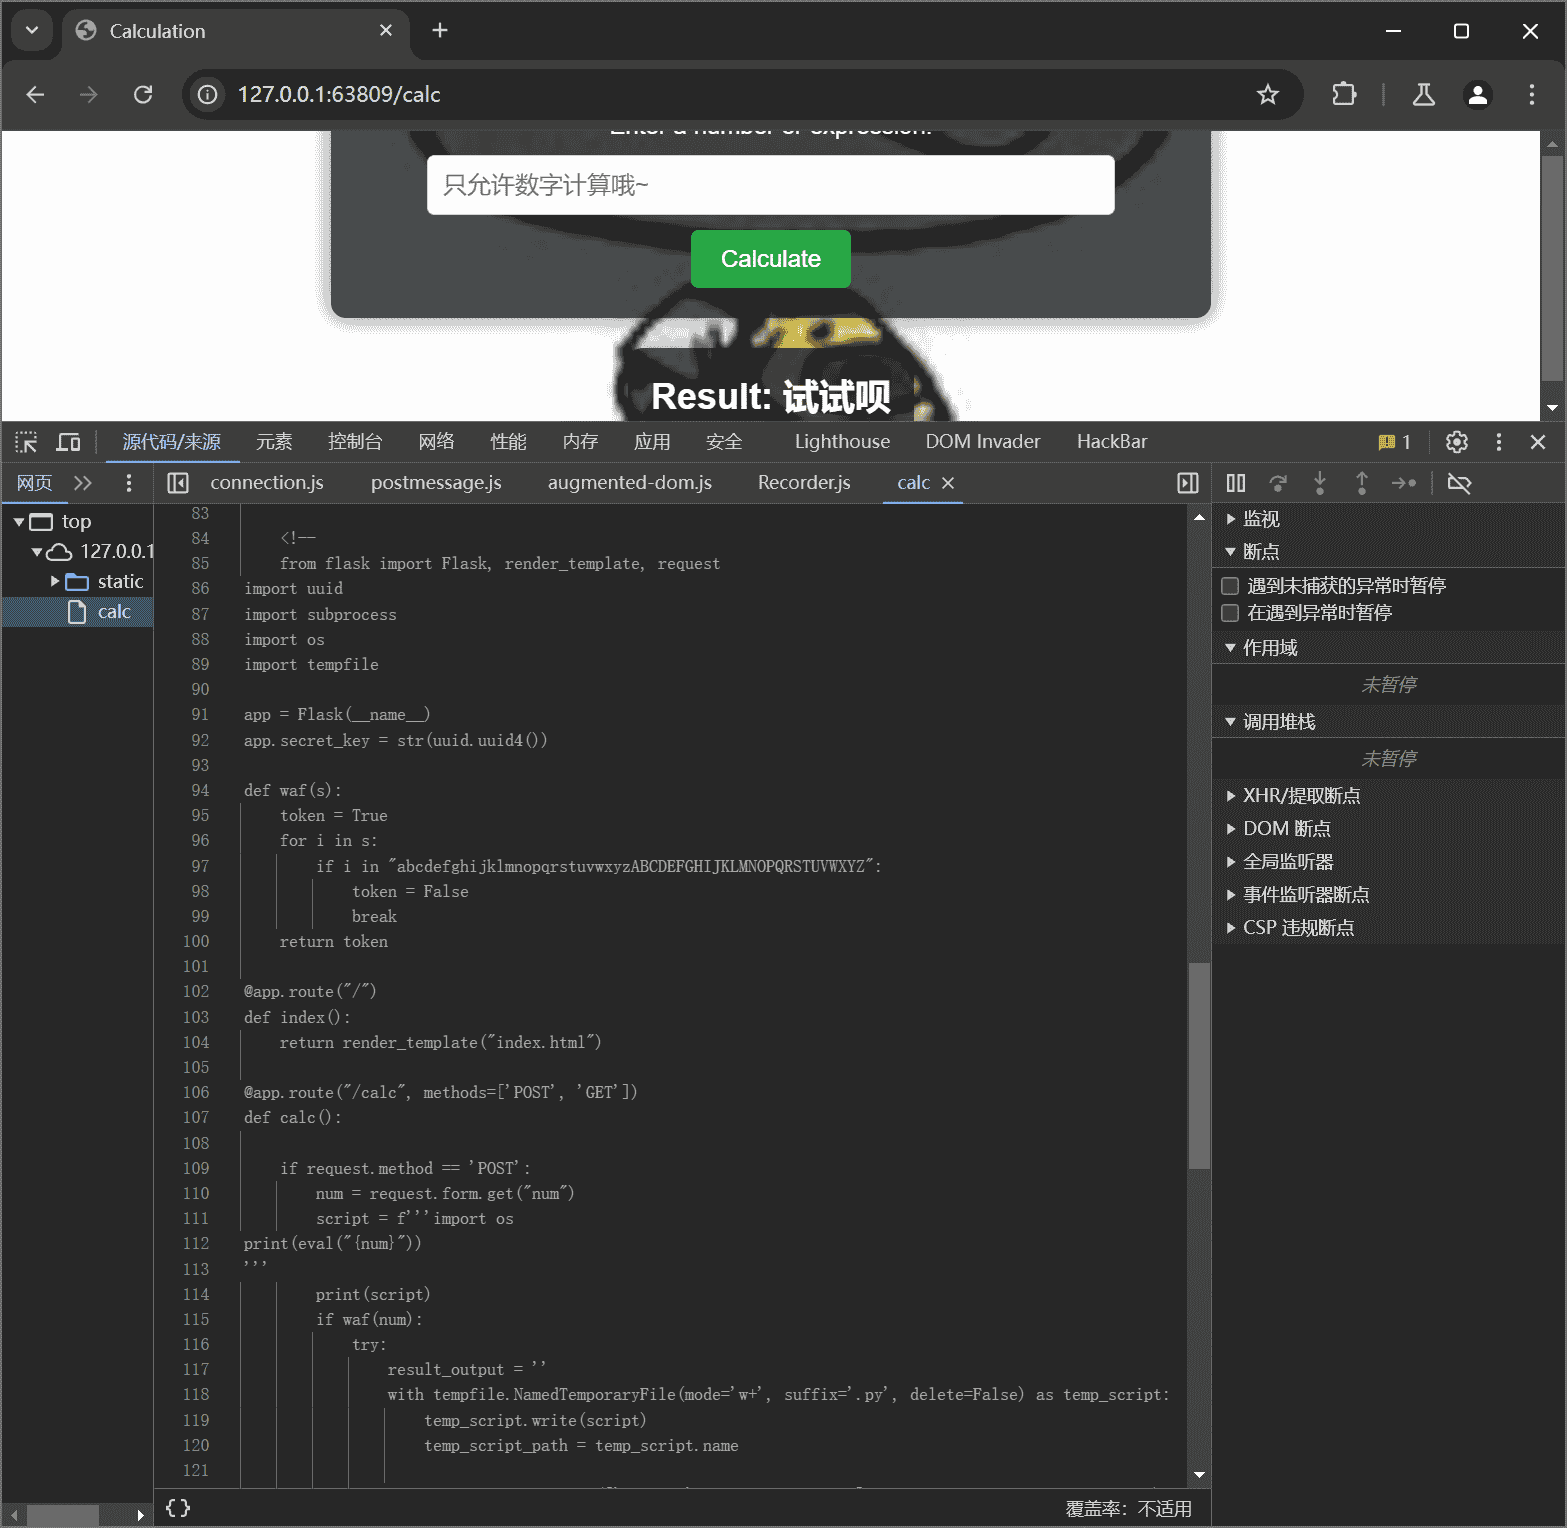 Calculation
127.0.0.1:63809/calc
Enter a number or expression:
只允许数字计算哦~
Calculate
Result: 试试呗
源代码/来源 元素 控制台 网络 性能 内存 应用 安全 Lighthouse DOM Invader HackBar 1
网页 connection.js postmessage.js augmented-dom.js Recorder.js calc
top
127.0.0.1
static
calc
83
84 <!--
85 from flask import Flask, render_template, request
86 import uuid
87 import subprocess
88 import os
89 import tempfile
90
91 app = Flask(__name__)
92 app.secret_key = str(uuid.uuid4())
93
94 def waf(s):
95 token = True
96 for i in s:
97 if i in "abcdefghijklmnopqrstuvwxyzABCDEFGHIJKLMNOPQRSTUVWXYZ":
98 token = False
99 break
100 return token
101
102 @app.route("/")
103 def index():
104 return render_template("index.html")
105
106 @app.route("/calc", methods=['POST', 'GET'])
107 def calc():
108
109 if request.method == 'POST':
110 num = request.form.get("num")
111 script = f'''import os
112 print(eval("{num}"))
113 '''
114 print(script)
115 if waf(num):
116 try:
117 result_output = ''
118 with tempfile.NamedTemporaryFile(mode='w+', suffix='.py', delete=False) as temp_script:
119 temp_script.write(script)
120 temp_script_path = temp_script.name
121
{} 覆盖率：不适用
监视
断点
遇到未捕获的异常时暂停
在遇到异常时暂停
作用域
未暂停
调用堆栈
未暂停
XHR/提取断点
DOM 断点
全局监听器
事件监听器断点
CSP 违规断点